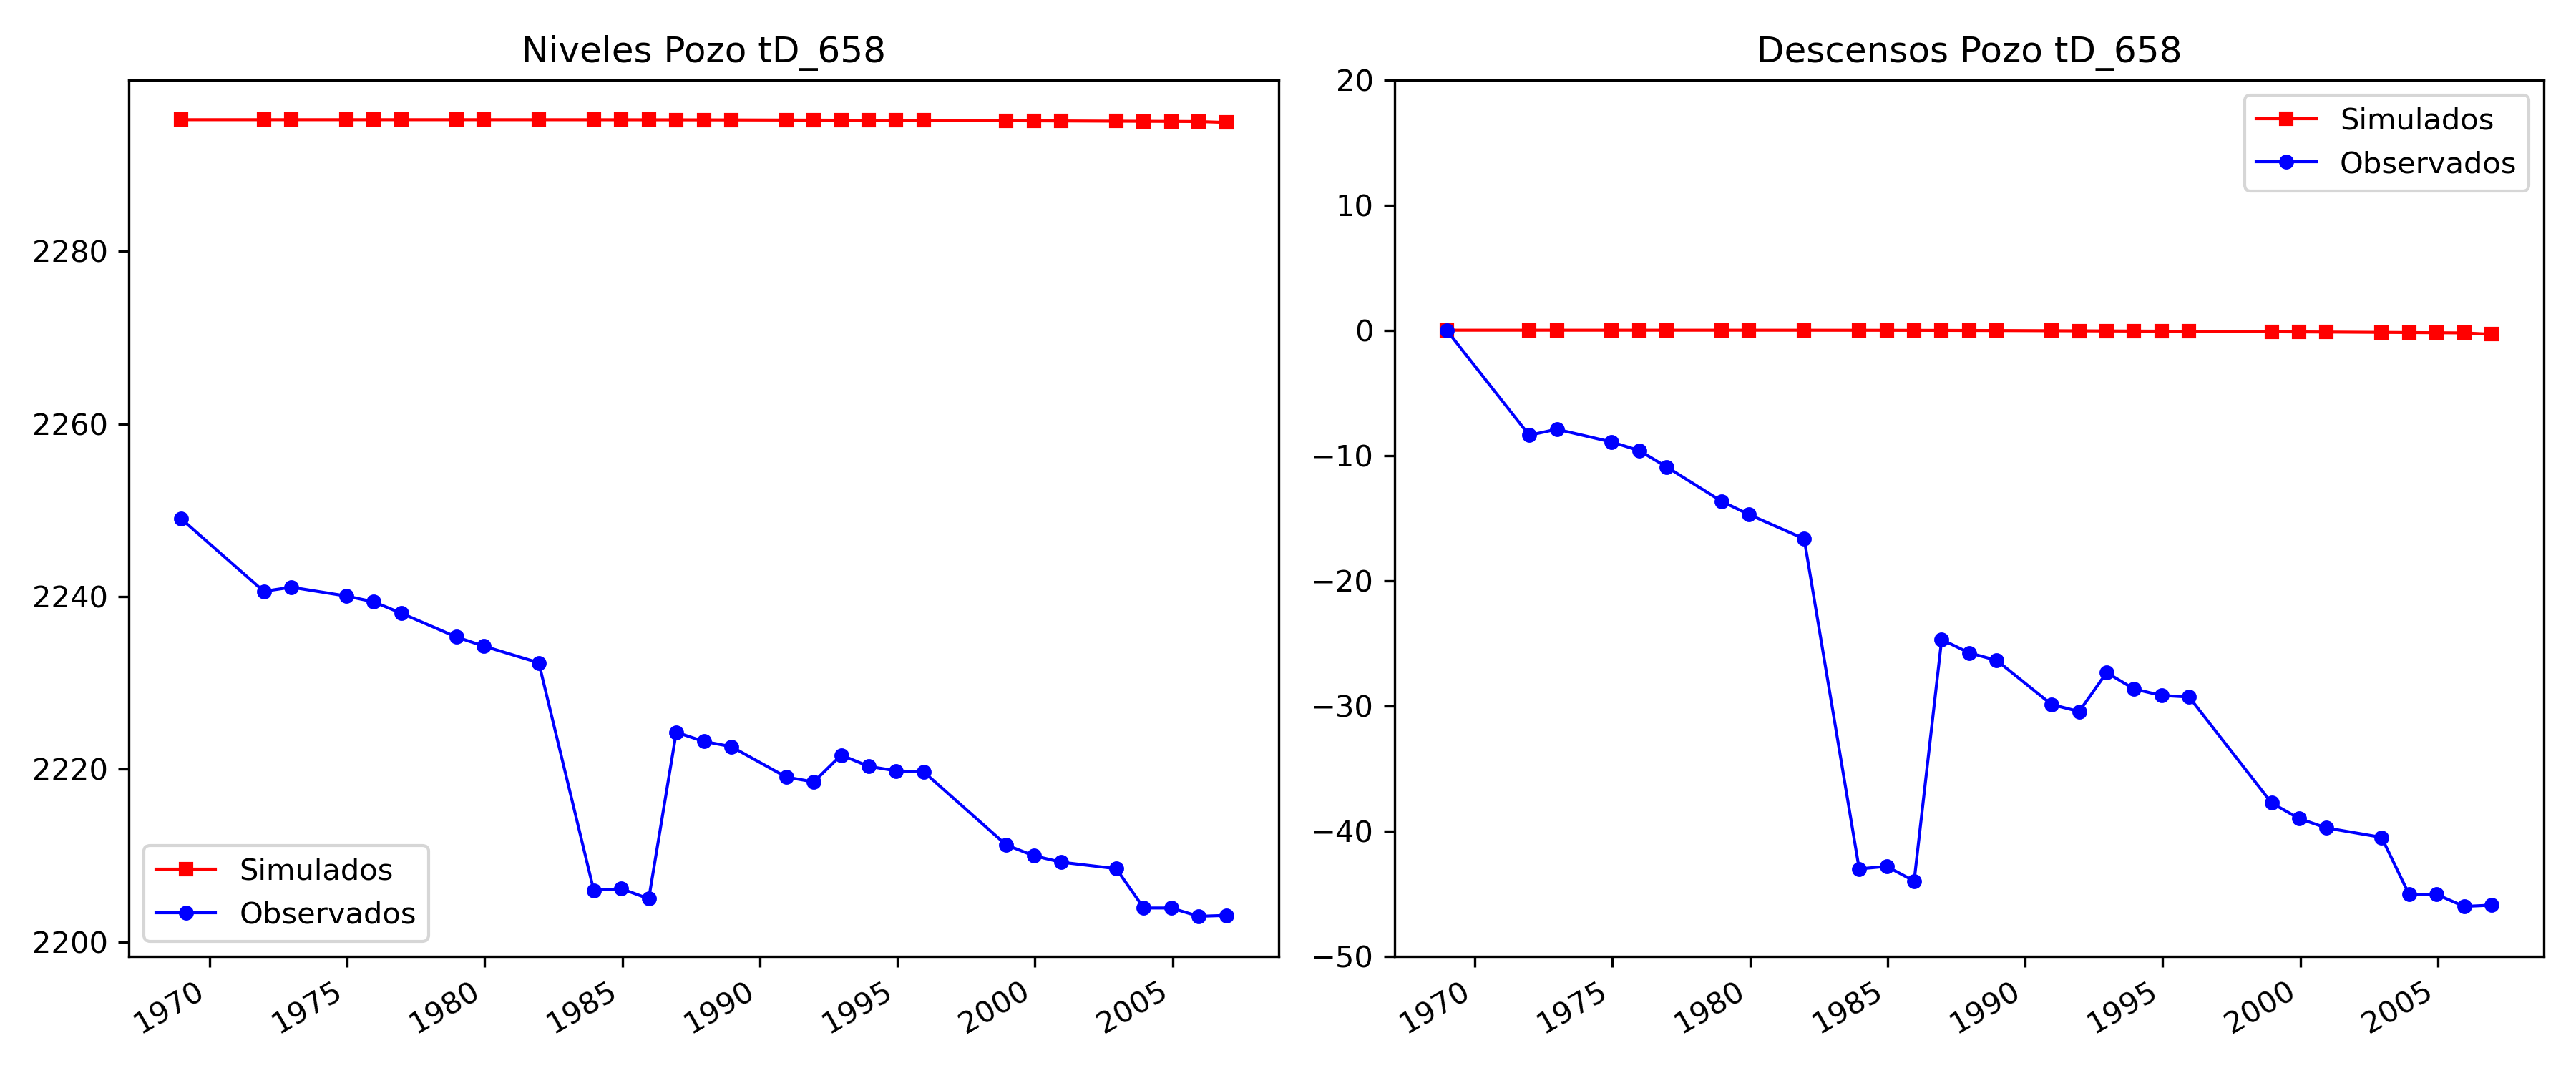 Niveles Pozo tD_658
2280
2260
2240
2220
2200
1970 1975 1980 1985 1990 1995 2000 2005
Simulados
Observados
Descensos Pozo tD_658
20
10
0
−10
−20
−30
−40
−50
1970 1975 1980 1985 1990 1995 2000 2005
Simulados
Observados